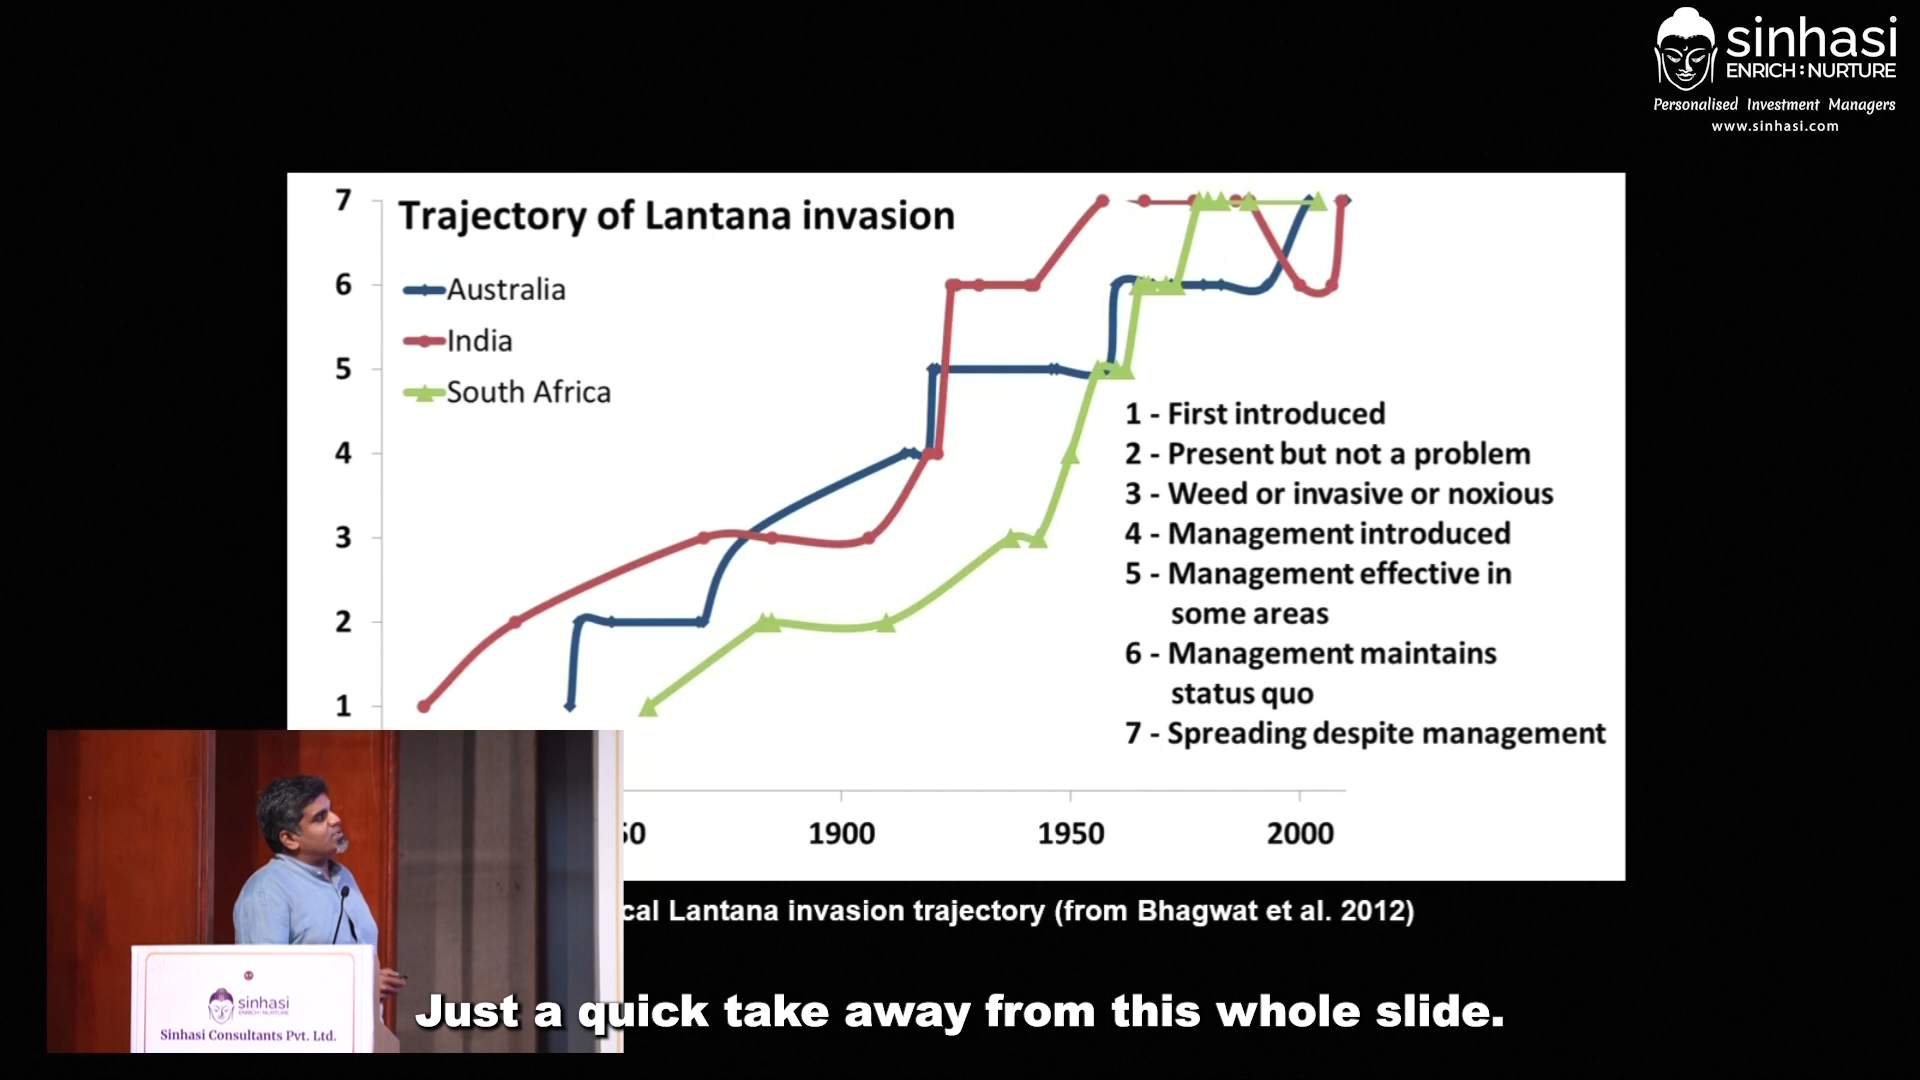 sinhasi
ENRICH : NURTURE
Personalised Investment Managers
www.sinhasi.com
Trajectory of Lantana invasion
7
6
5
4
3
2
1
Australia
India
South Africa
1 - First introduced
2 - Present but not a problem
3 - Weed or invasive or noxious
4 - Management introduced
5 - Management effective in
some areas
6 - Management maintains
status quo
7 - Spreading despite management
1900
1950
2000
Lantana invasion trajectory (from Bhagwat et al. 2012)
sinhasi
ENRICH : NURTURE
Sinhasi Consultants Pvt. Ltd.
Just a quick take away from this whole slide.